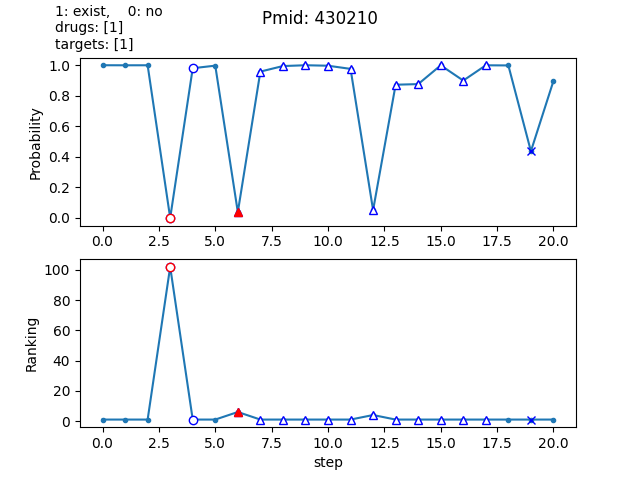 1: exist,    0: no
drugs: [1]
targets: [1]
Pmid: 430210
1.0
0.8
0.6
0.4
0.2
0.0
Probability
0.0 2.5 5.0 7.5 10.0 12.5 15.0 17.5 20.0
100
80
60
40
20
0
Ranking
0.0 2.5 5.0 7.5 10.0 12.5 15.0 17.5 20.0
step